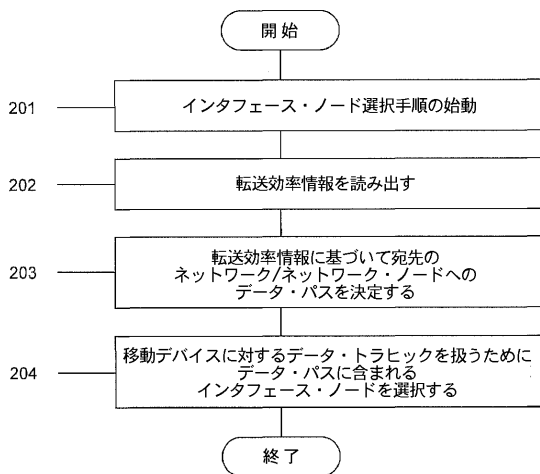 開始
201
インタフェース・ノード選択手順の始動
202
転送効率情報を読み出す
203
転送効率情報に基づいて宛先の
ネットワーク/ネットワーク・ノードへの
データ・パスを決定する
204
移動デバイスに対するデータ・トラヒックを扱うために
データ・パスに含まれる
インタフェース・ノードを選択する
終了